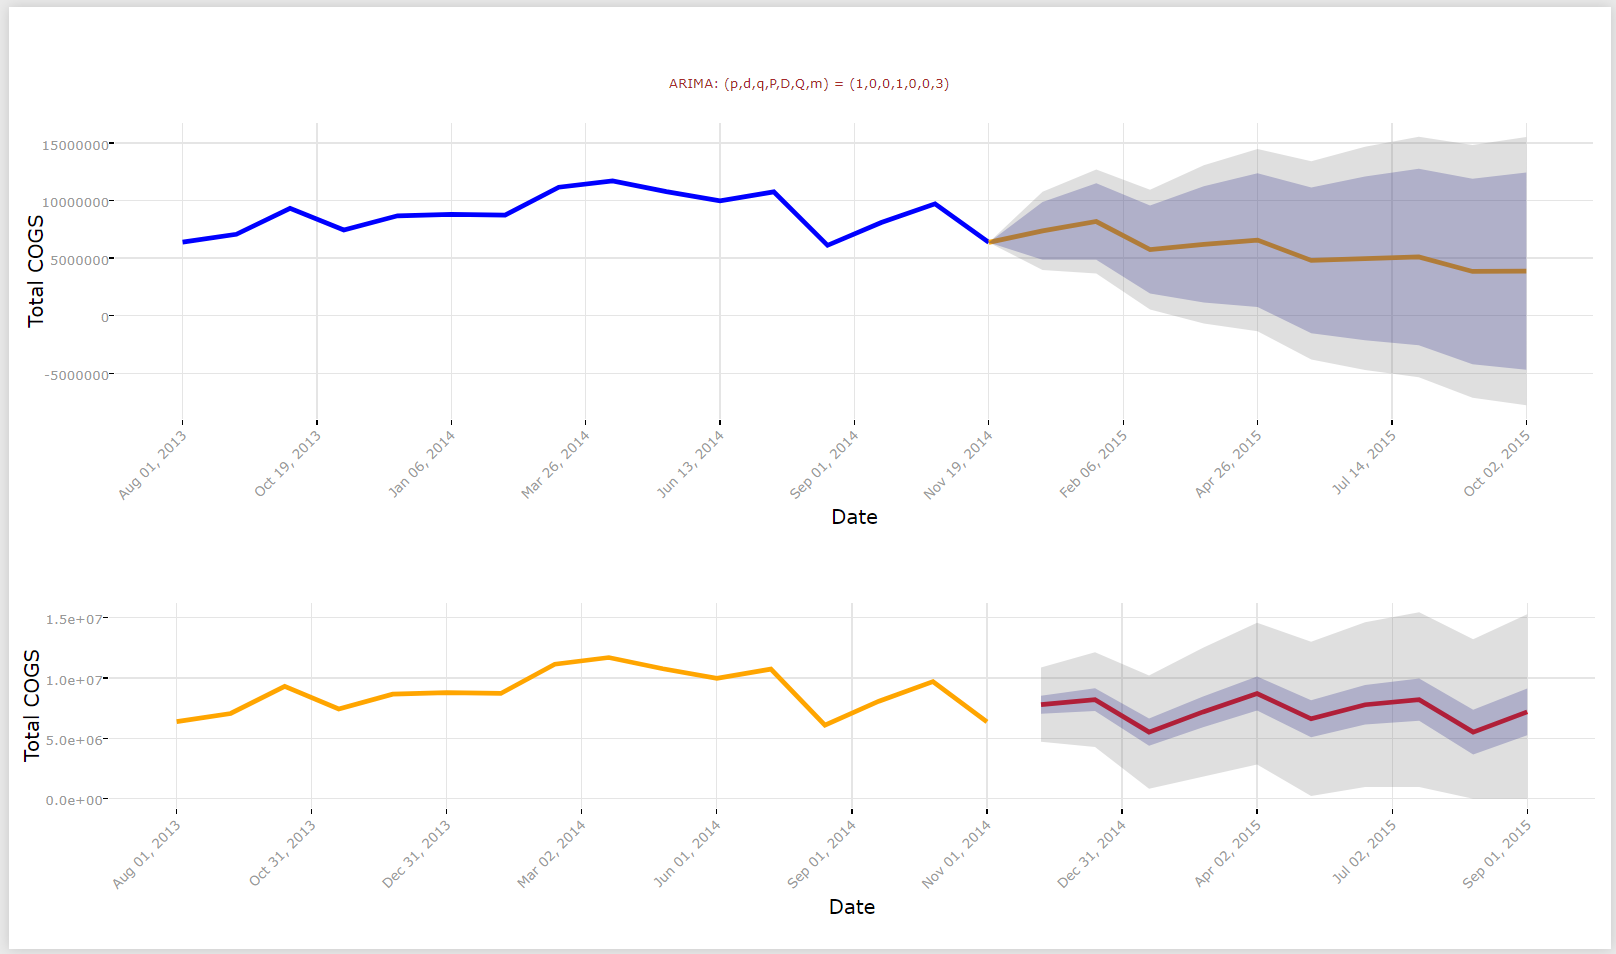 ARIMA: (p,d,q,P,D,Q,m) = (1,0,0,1,0,0,3)
Total COGS
15000000
10000000
5000000
0
-5000000
Aug 01, 2013
Oct 19, 2013
Jan 06, 2014
Mar 26, 2014
Jun 13, 2014
Sep 01, 2014
Nov 19, 2014
Feb 06, 2015
Apr 26, 2015
Jul 14, 2015
Oct 02, 2015
Date
Total COGS
1.5e+07
1.0e+07
5.0e+06
0.0e+00
Aug 01, 2013
Oct 31, 2013
Dec 31, 2013
Mar 02, 2014
Jun 01, 2014
Sep 01, 2014
Nov 01, 2014
Dec 31, 2014
Apr 02, 2015
Jul 02, 2015
Sep 01, 2015
Date